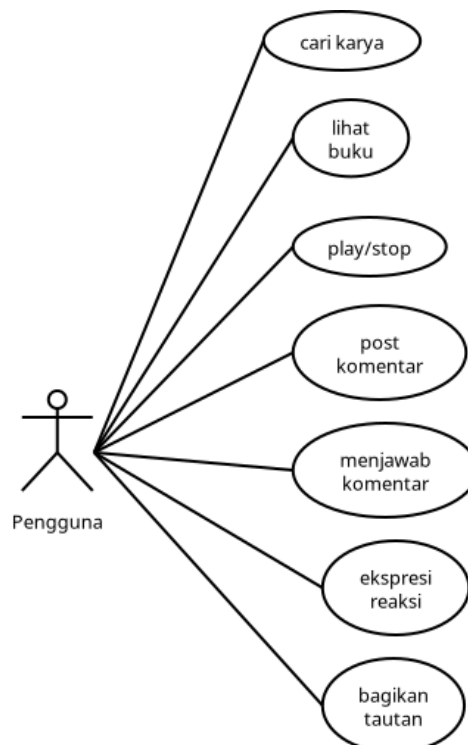 cari karya
lihat
buku
play/stop
post
komentar
menjawab
komentar
Pengguna
ekspresi
reaksi
bagikan
tautan